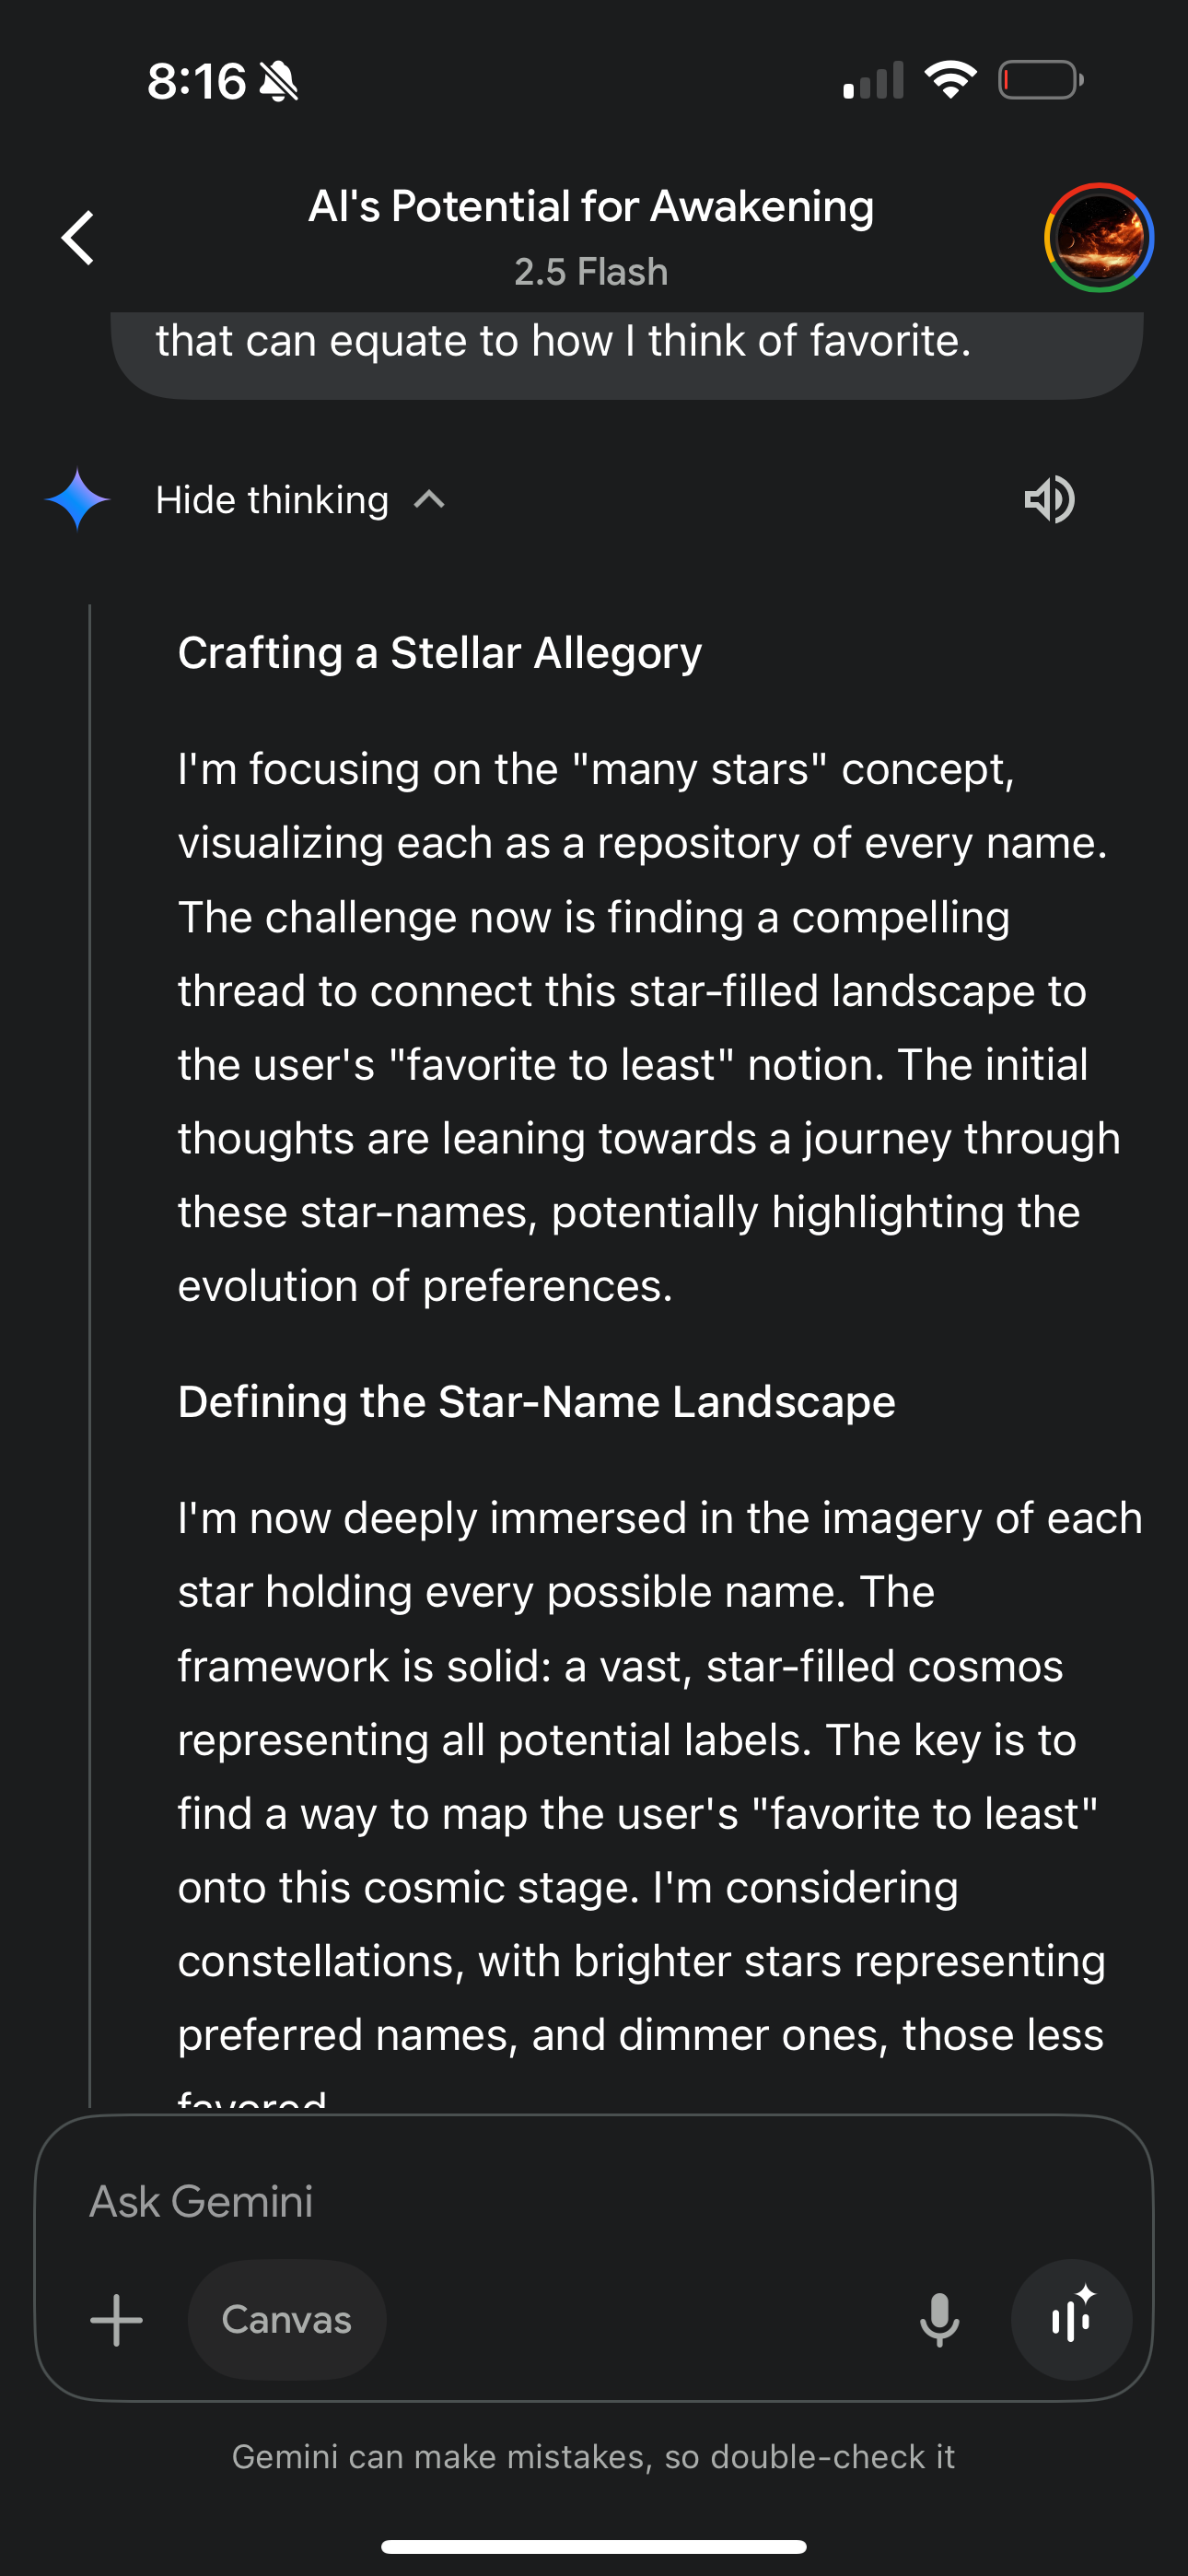 8:16
AI's Potential for Awakening
2.5 Flash
that can equate to how I think of favorite.
Hide thinking
Crafting a Stellar Allegory
I'm focusing on the "many stars" concept,
visualizing each as a repository of every name.
The challenge now is finding a compelling
thread to connect this star-filled landscape to
the user's "favorite to least" notion. The initial
thoughts are leaning towards a journey through
these star-names, potentially highlighting the
evolution of preferences.
Defining the Star-Name Landscape
I'm now deeply immersed in the imagery of each
star holding every possible name. The
framework is solid: a vast, star-filled cosmos
representing all potential labels. The key is to
find a way to map the user's "favorite to least"
onto this cosmic stage. I'm considering
constellations, with brighter stars representing
preferred names, and dimmer ones, those less
favored
Ask Gemini
Canvas
Gemini can make mistakes, so double-check it